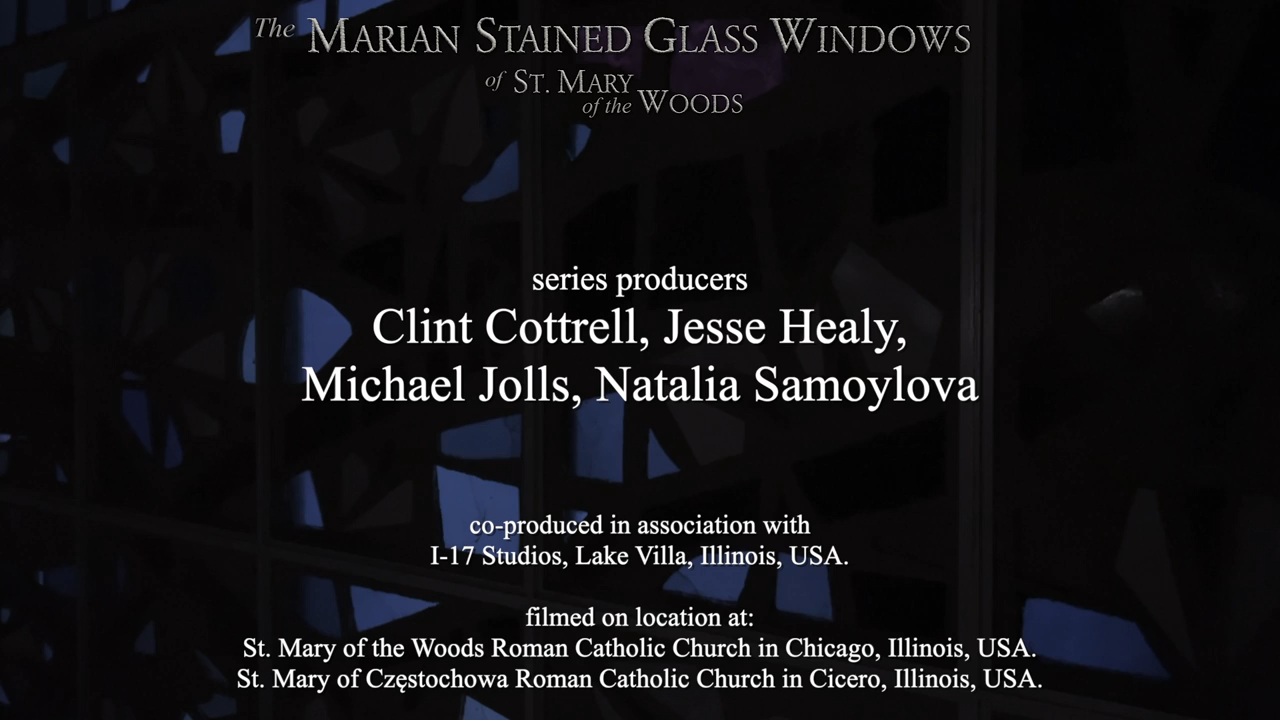 The MARIAN STAINED GLASS WINDOWS
of ST. MARY
of the WOODS
series producers
Clint Cottrell, Jesse Healy,
Michael Jolls, Natalia Samoylova
co-produced in association with
I-17 Studios, Lake Villa, Illinois, USA.
filmed on location at:
St. Mary of the Woods Roman Catholic Church in Chicago, Illinois, USA.
St. Mary of Częstochowa Roman Catholic Church in Cicero, Illinois, USA.